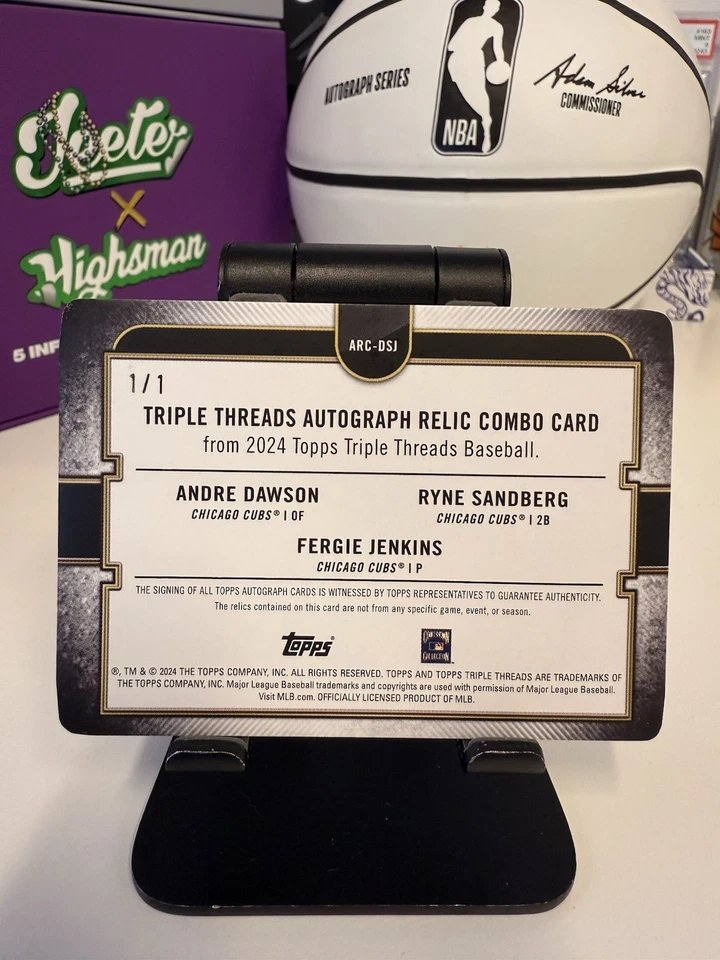 Jeeter
X
Highsman
5 INF
AUTOGRAPH SERIES
NBA
Adam Silver
COMMISSIONER
ARC-DSJ
1/1
TRIPLE THREADS AUTOGRAPH RELIC COMBO CARD
from 2024 Topps Triple Threads Baseball.
ANDRE DAWSON
CHICAGO CUBS® | OF
RYNE SANDBERG
CHICAGO CUBS® | 2B
FERGIE JENKINS
CHICAGO CUBS® | P
THE SIGNING OF ALL TOPPS AUTOGRAPH CARDS IS WITNESSED BY TOPPS REPRESENTATIVES TO GUARANTEE AUTHENTICITY.
The relics contained on this card are not from any specific game, event, or season.
Topps®
COOPERSTOWN
COLLECTION
®, TM & © 2024 THE TOPPS COMPANY, INC. ALL RIGHTS RESERVED. TOPPS AND TOPPS TRIPLE THREADS ARE TRADEMARKS OF
THE TOPPS COMPANY, INC. Major League Baseball trademarks and copyrights are used with permission of Major League Baseball.
Visit MLB.com. OFFICIALLY LICENSED PRODUCT OF MLB.